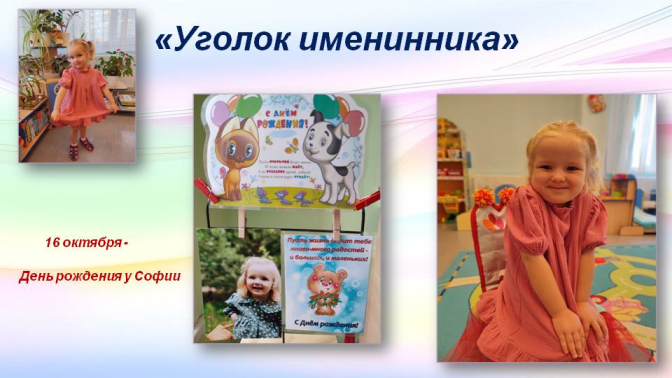 «Уголок именинника»
С ДНЁМ
РОЖДЕНИЯ!
Пусть жизнь дарит тебе
много-много радостей -
и больших, и маленьких!
С Днём рождения!
16 октября -
День рождения у Софии